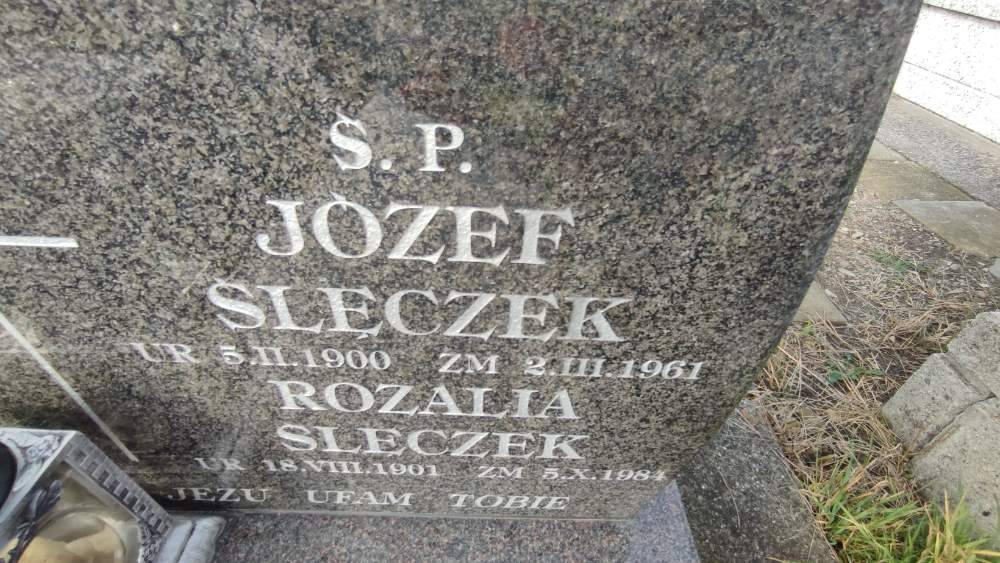 Ś. P.
JÓZEF
ŚLĘCZEK
UR 5.II.1900 ZM 2.III.1961
ROZALIA
ŚLĘCZEK
UR 18.VIII.1901 ZM 5.X.1984
JEZU UFAM TOBIE